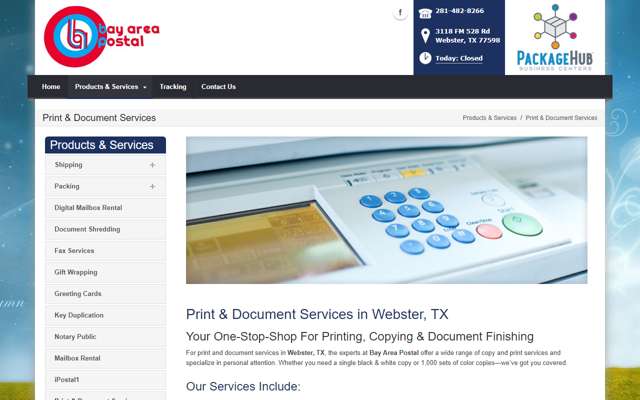 bay area
postal
281-482-8266
3118 FM 528 Rd
Webster, TX 77598
Today: Closed
PACKAGEHUB
BUSINESS CENTERS
Home
Products & Services
Tracking
Contact Us
Print & Document Services
Products & Services / Print & Document Services
Products & Services
Shipping
Packing
Digital Mailbox Rental
Document Shredding
Fax Services
Gift Wrapping
Greeting Cards
Key Duplication
Notary Public
Mailbox Rental
iPostal1
Print & Document Services
Start
Print & Document Services in Webster, TX
Your One-Stop-Shop For Printing, Copying & Document Finishing
For print and document services in Webster, TX, the experts at Bay Area Postal offer a wide range of copy and print services and
specialize in personal attention. Whether you need a single black & white copy or 1,000 sets of color copies—we've got you covered.
Our Services Include: